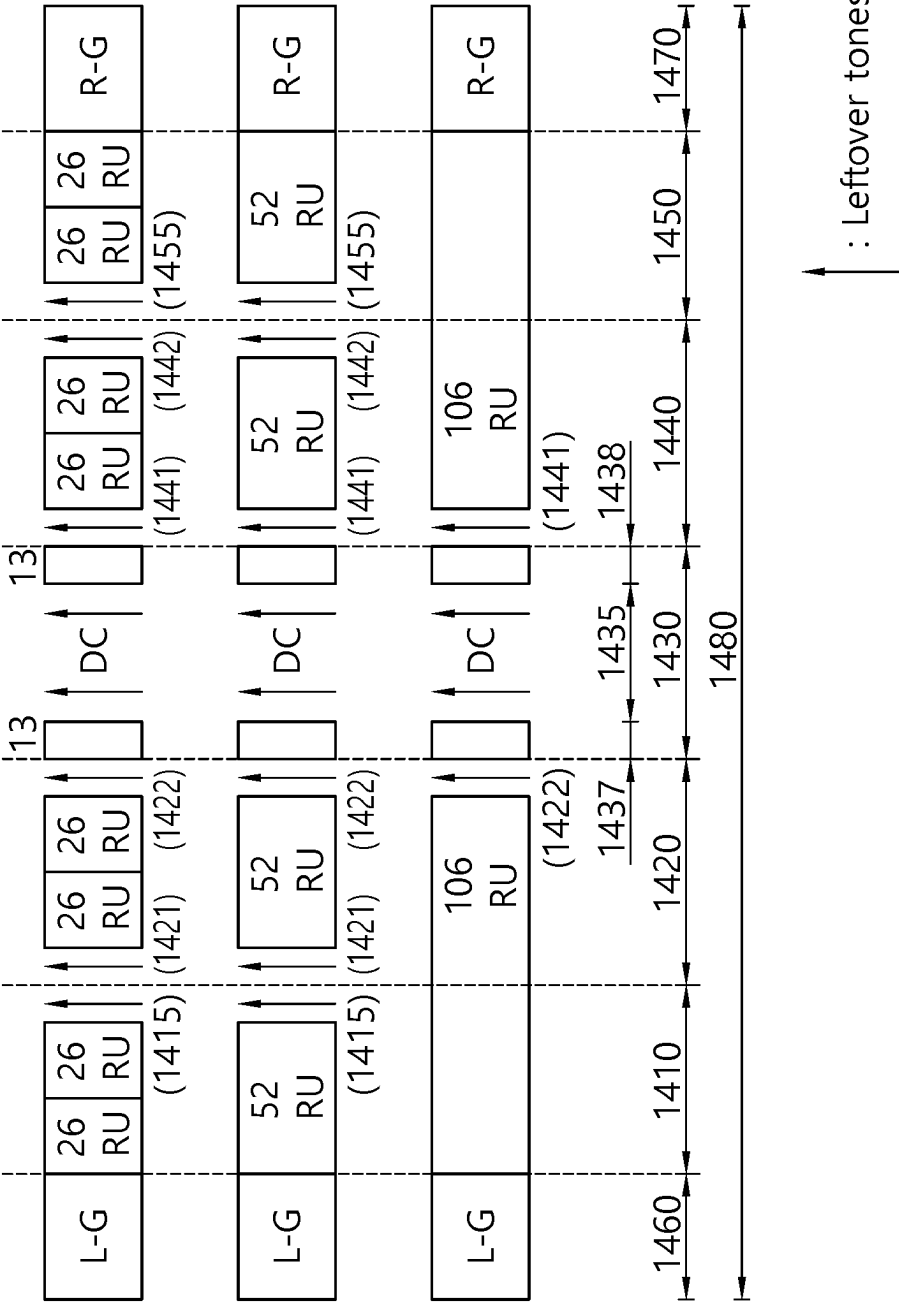 13 13
L-G 26 26 26 26 DC 26 26 26 26 R-G
RU RU RU RU RU RU RU RU
(1415) (1421) (1422) (1441) (1442) (1455)
L-G 52 52 DC 52 52 R-G
RU RU RU RU
(1415) (1421) (1422) (1441) (1442) (1455)
L-G 106 DC 106 R-G
RU RU
(1422) (1441)
1437 1435 1438
1460 1410 1420 1430 1440 1450 1470
1480
: Leftover tones